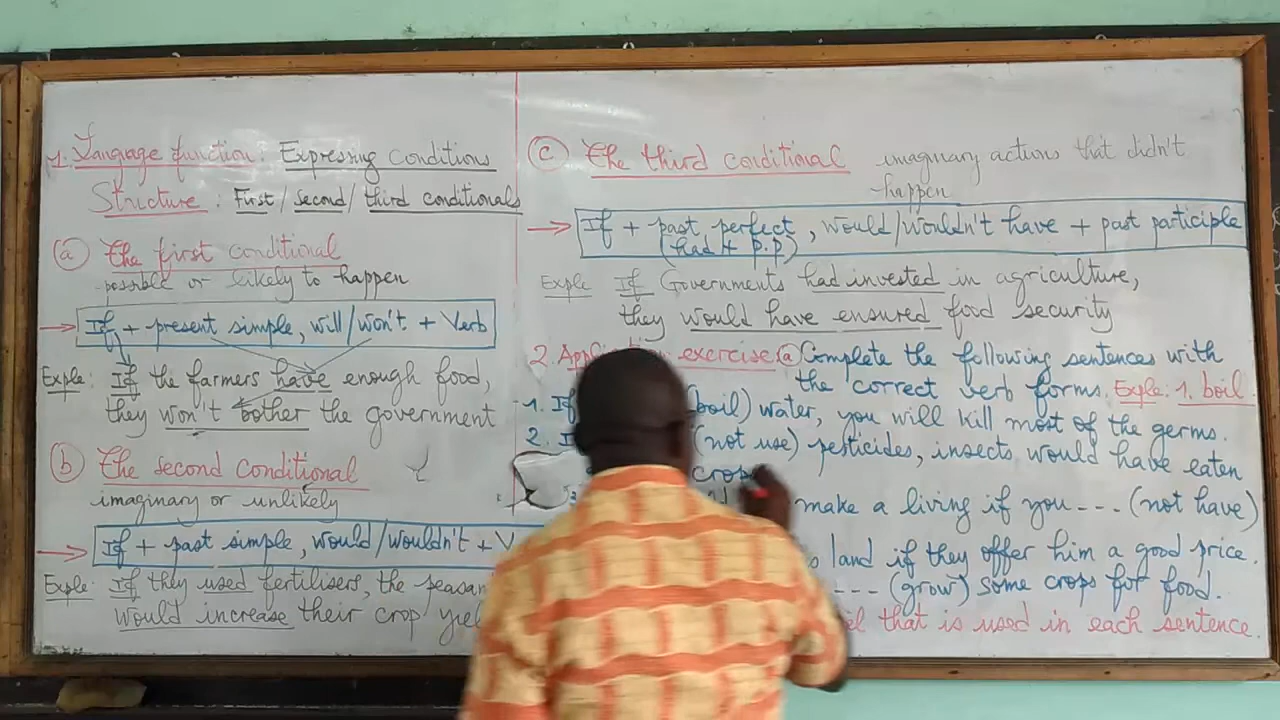 1. Language function: Expressing conditions
Structure: First/second/third conditionals
(a) The first conditional
possible or likely to happen
If + present simple, will/won't + Verb
Exple: If the farmers have enough food,
they won't bother the government
(b) The second conditional
imaginary or unlikely
If + past simple, would/wouldn't + V
Exple: If they used fertilisers, the peasan
would increase their crop yiel
(c) The third conditional imaginary actions that didn't
happen
If + past perfect, would/wouldn't have + past participle
(had + p.p)
Exple If Governments had invested in agriculture,
they would have ensured food security
2. Application exercise (a) Complete the following sentences with
the correct verb forms. Exple: 1. boil
1. If (boil) water, you will kill most of the germs.
2. I (not use) pesticides, insects would have eaten
crops
make a living if you --- (not have)
land if they offer him a good price.
--- (grow) some crops for food.
el that is used in each sentence.